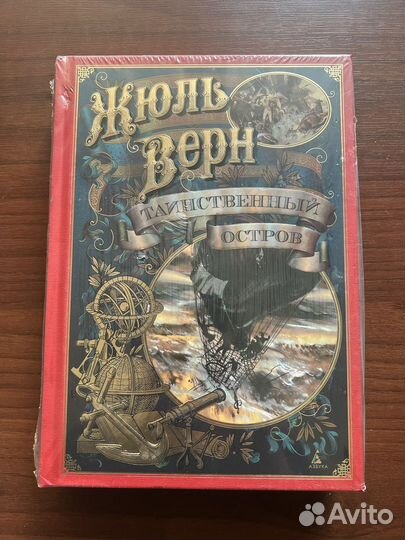 Жюль
Верн
Таинственный
остров
АЗБУКА
Avito